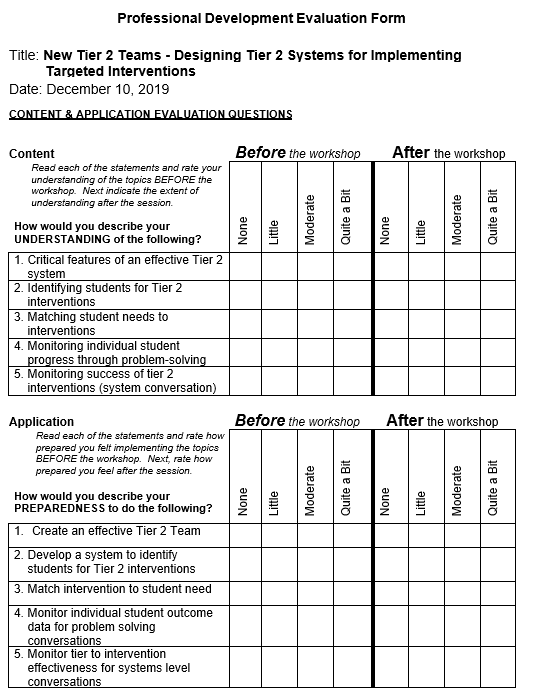 Professional Development Evaluation Form
Title: New Tier 2 Teams - Designing Tier 2 Systems for Implementing
Targeted Interventions
Date: December 10, 2019
CONTENT & APPLICATION EVALUATION QUESTIONS
Content
Before the workshop
After the workshop
Read each of the statements and rate your
understanding of the topics BEFORE the
workshop. Next indicate the extent of
understanding after the session.
How would you describe your
UNDERSTANDING of the following?
None
Little
Moderate
Quite a Bit
None
Little
Moderate
Quite a Bit
1. Critical features of an effective Tier 2
system
2. Identifying students for Tier 2
interventions
3. Matching student needs to
interventions
4. Monitoring individual student
progress through problem-solving
5. Monitoring success of tier 2
interventions (system conversation)
Application
Before the workshop
After the workshop
Read each of the statements and rate how
prepared you felt implementing the topics
BEFORE the workshop. Next, rate how
prepared you feel after the session.
How would you describe your
PREPAREDNESS to do the following?
None
Little
Moderate
Quite a Bit
None
Little
Moderate
Quite a Bit
1. Create an effective Tier 2 Team
2. Develop a system to identify
students for Tier 2 interventions
3. Match intervention to student need
4. Monitor individual student outcome
data for problem solving
conversations
5. Monitor tier to intervention
effectiveness for systems level
conversations